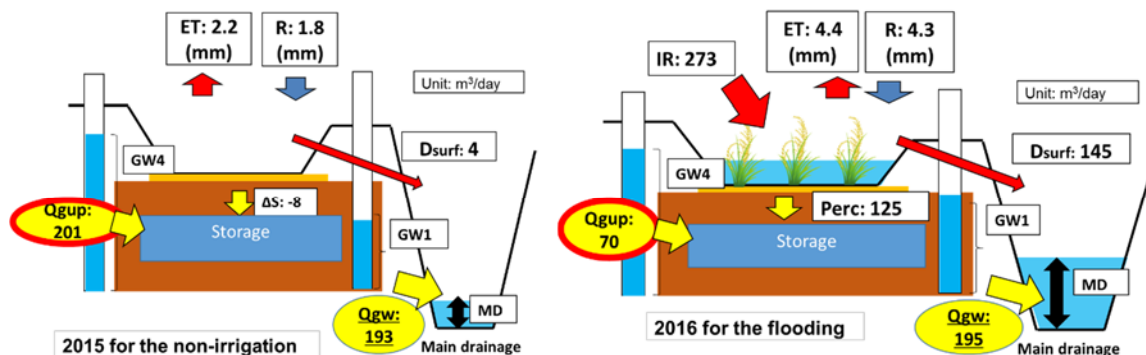 ET: 2.2
(mm)
R: 1.8
(mm)
Unit: m³/day
Dsurf: 4
GW4
ΔS: -8
Qgup:
201
Storage
GW1
MD
Qgw:
193
2015 for the non-irrigation
Main drainage
IR: 273
ET: 4.4
(mm)
R: 4.3
(mm)
Unit: m³/day
Dsurf: 145
GW4
Perc: 125
Qgup:
70
Storage
GW1
MD
Qgw:
195
2016 for the flooding
Main drainage